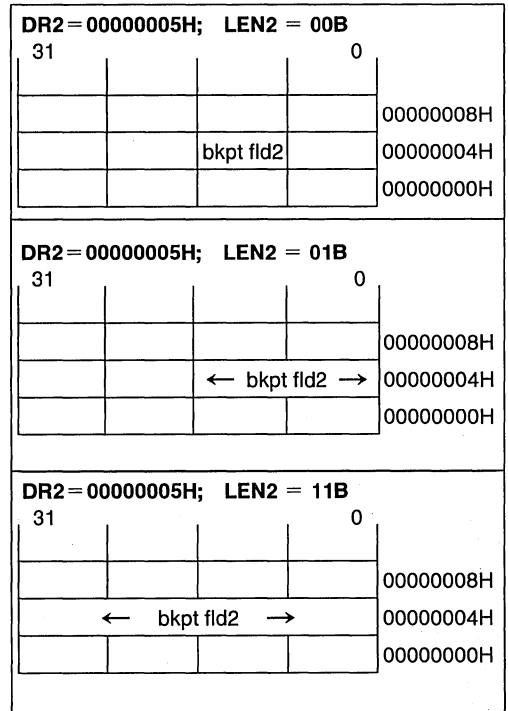 DR2=00000005H; LEN2 = 00B
31 0
00000008H
bkpt fld2 00000004H
00000000H
DR2=00000005H; LEN2 = 01B
31 0
00000008H
← bkpt fld2 → 00000004H
00000000H
DR2=00000005H; LEN2 = 11B
31 0
00000008H
← bkpt fld2 → 00000004H
00000000H